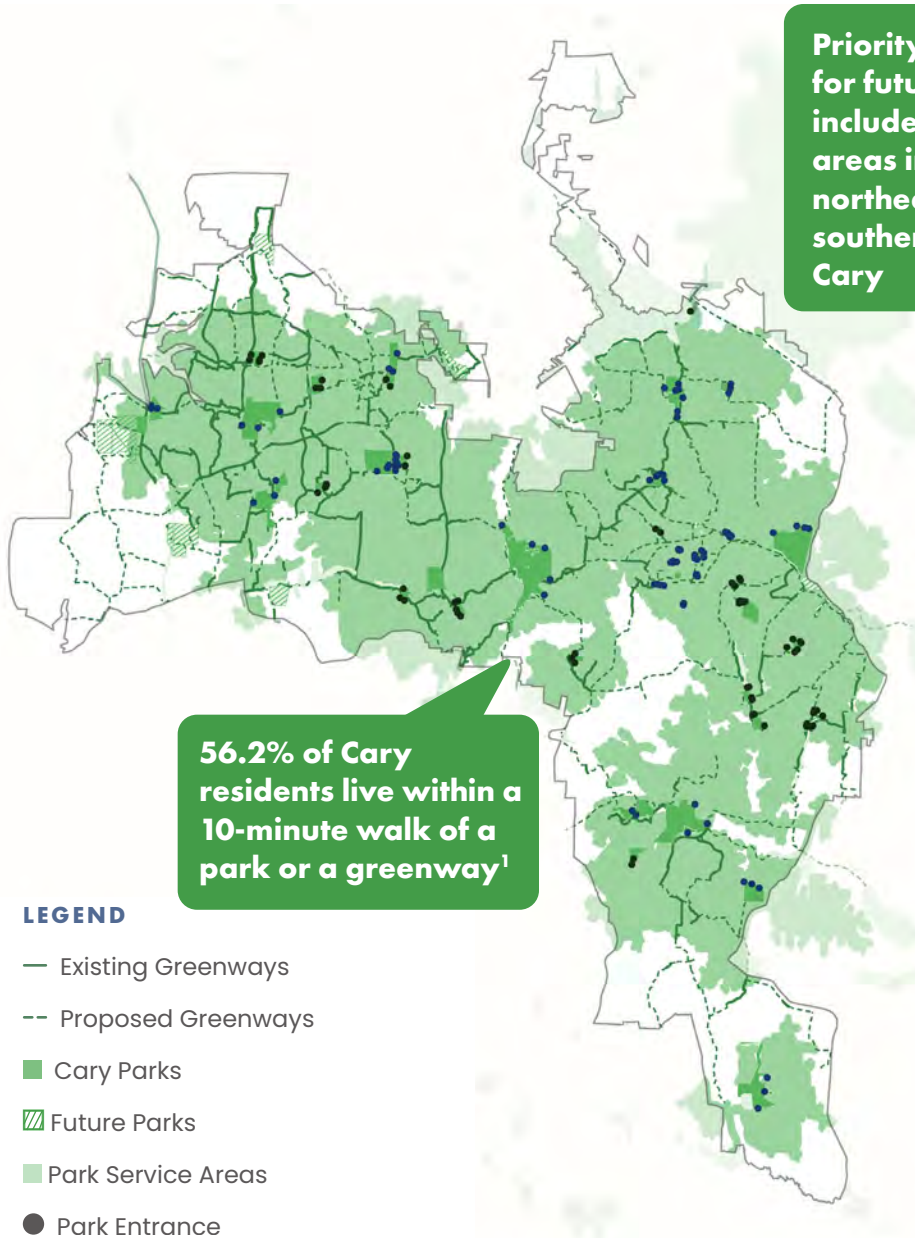 Priority
for futu
include
areas i
northea
souther
Cary
56.2% of Cary
residents live within a
10-minute walk of a
park or a greenway¹
LEGEND
Existing Greenways
Proposed Greenways
Cary Parks
Future Parks
Park Service Areas
Park Entrance